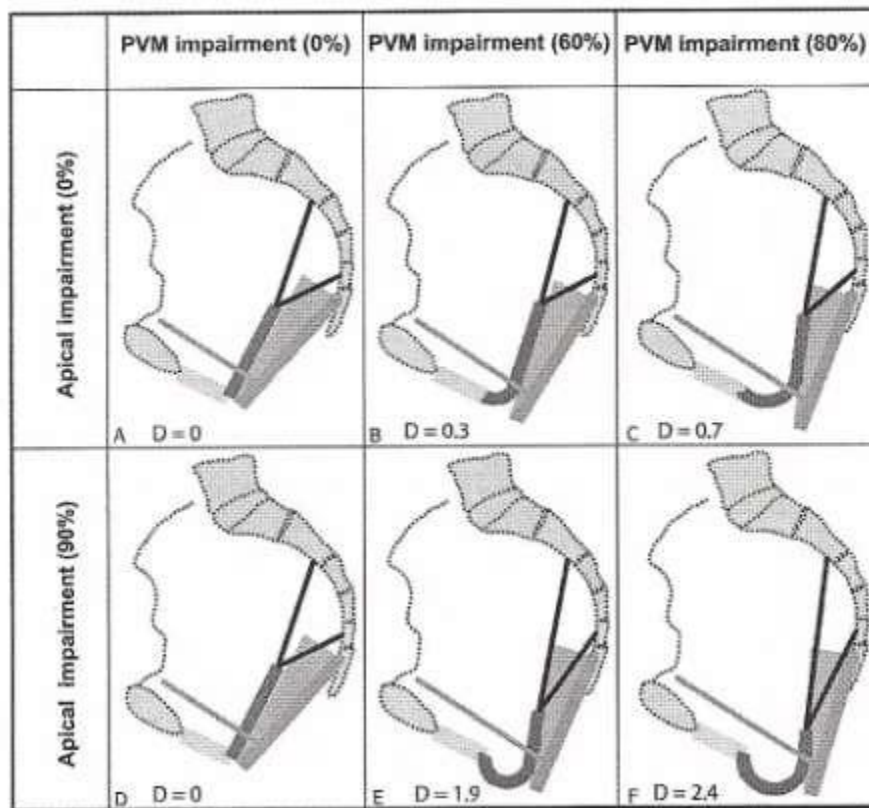 PVM impairment (0%) PVM impairment (60%) PVM impairment (80%)
Apical impairment (0%)
A D = 0
B D = 0.3
C D = 0.7
Apical impairment (90%)
D D = 0
E D = 1.9
F D = 2.4